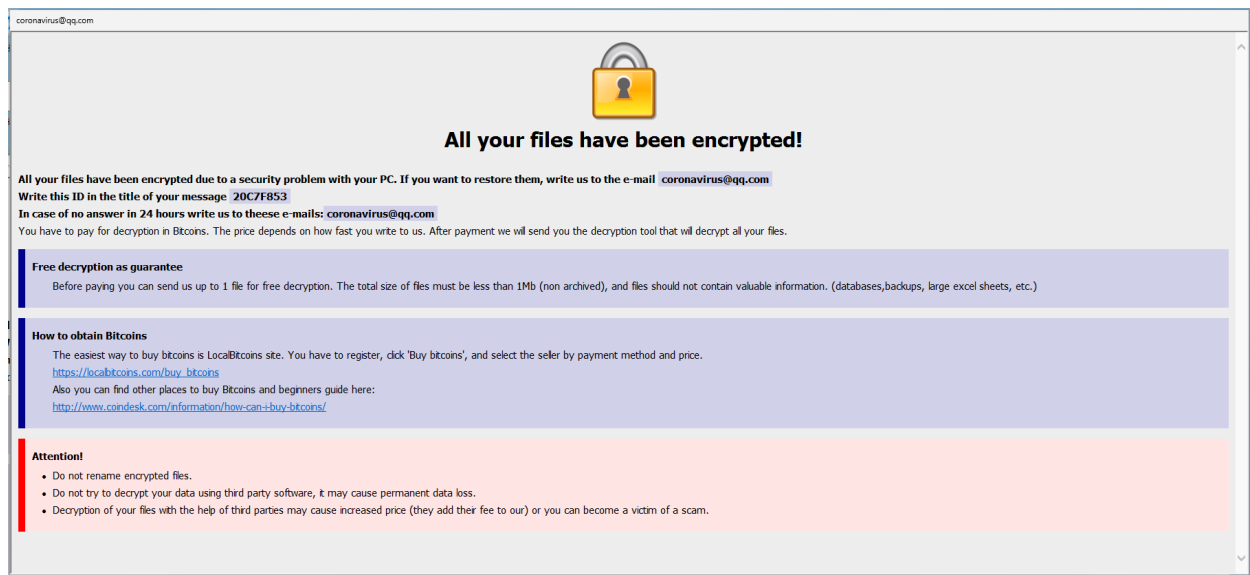 coronavirus@qq.com
All your files have been encrypted!
All your files have been encrypted due to a security problem with your PC. If you want to restore them, write us to the e-mail coronavirus@qq.com
Write this ID in the title of your message 20C7F853
In case of no answer in 24 hours write us to theese e-mails: coronavirus@qq.com
You have to pay for decryption in Bitcoins. The price depends on how fast you write to us. After payment we will send you the decryption tool that will decrypt all your files.
Free decryption as guarantee
Before paying you can send us up to 1 file for free decryption. The total size of files must be less than 1Mb (non archived), and files should not contain valuable information. (databases,backups, large excel sheets, etc.)
How to obtain Bitcoins
The easiest way to buy bitcoins is LocalBitcoins site. You have to register, click 'Buy bitcoins', and select the seller by payment method and price.
https://localbitcoins.com/buy_bitcoins
Also you can find other places to buy Bitcoins and beginners guide here:
http://www.coindesk.com/information/how-can-i-buy-bitcoins/
Attention!
• Do not rename encrypted files.
• Do not try to decrypt your data using third party software, it may cause permanent data loss.
• Decryption of your files with the help of third parties may cause increased price (they add their fee to our) or you can become a victim of a scam.